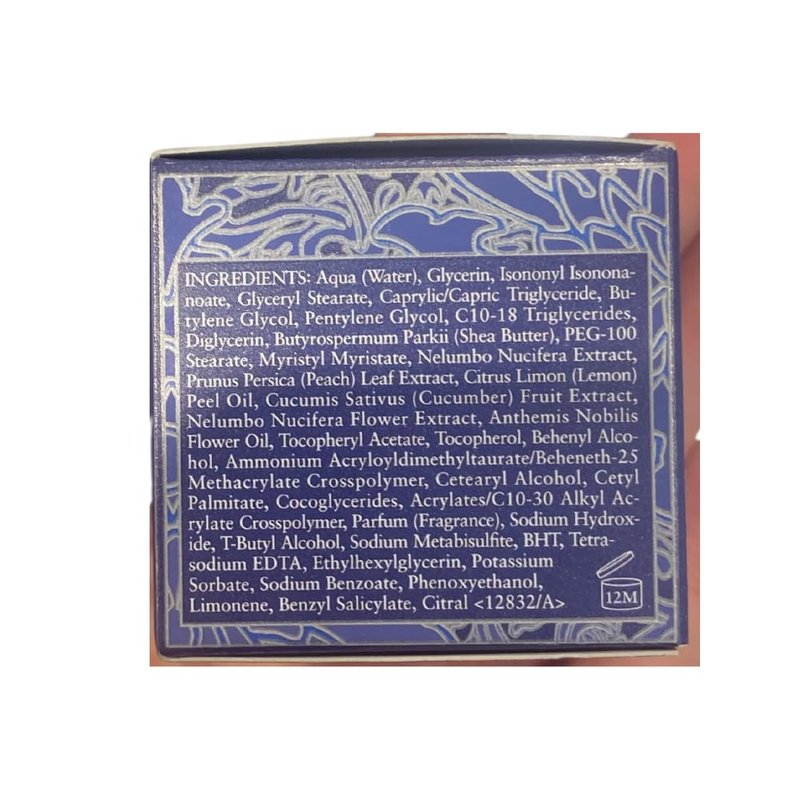 INGREDIENTS: Aqua (Water), Glycerin, Isononyl Isonona-
noate, Glyceryl Stearate, Caprylic/Capric Triglyceride, Bu-
tylene Glycol, Pentylene Glycol, C10-18 Triglycerides,
Diglycerin, Butyrospermum Parkii (Shea Butter), PEG-100
Stearate, Myristyl Myristate, Nelumbo Nucifera Extract,
Prunus Persica (Peach) Leaf Extract, Citrus Limon (Lemon)
Peel Oil, Cucumis Sativus (Cucumber) Fruit Extract,
Nelumbo Nucifera Flower Extract, Anthemis Nobilis
Flower Oil, Tocopheryl Acetate, Tocopherol, Behenyl Alco-
hol, Ammonium Acryloyldimethyltaurate/Beheneth-25
Methacrylate Crosspolymer, Cetearyl Alcohol, Cetyl
Palmitate, Cocoglycerides, Acrylates/C10-30 Alkyl Ac-
rylate Crosspolymer, Parfum (Fragrance), Sodium Hydrox-
ide, T-Butyl Alcohol, Sodium Metabisulfite, BHT, Tetra-
sodium EDTA, Ethylhexylglycerin, Potassium
Sorbate, Sodium Benzoate, Phenoxyethanol,
Limonene, Benzyl Salicylate, Citral <12832/A>
12M